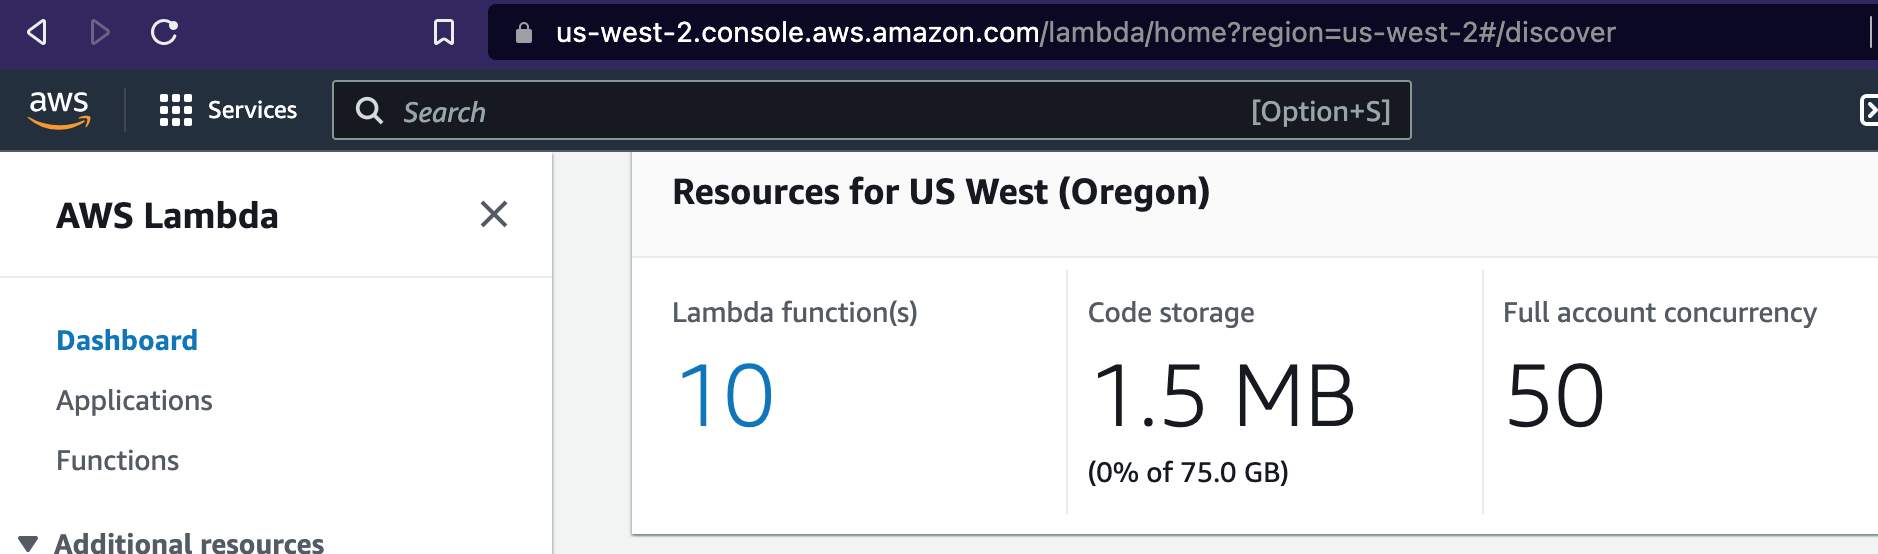 us-west-2.console.aws.amazon.com/lambda/home?region=us-west-2#/discover
aws
Services
Search
[Option+S]
AWS Lambda
Dashboard
Applications
Functions
Additional resources
Resources for US West (Oregon)
Lambda function(s)
10
Code storage
1.5 MB
(0% of 75.0 GB)
Full account concurrency
50